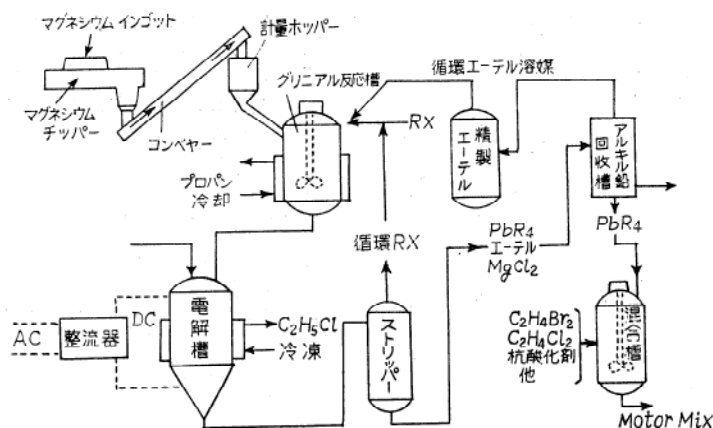 マグネシウム インゴット
計量ホッパー
グリニアル反応槽
循環エーテル溶媒
マグネシウム
チッパー
コンベヤー
RX
精製
エーテル
アルキル鉛
回收槽
プロパン
冷却
循環RX
PbR4
エーテル
MgCl2
PbR4
AC
整流器
DC
電解槽
C2H5Cl
冷凍
ストリッパー
C2H4Br2
C2H4Cl2
抗酸化剤
他
混合槽
Motor Mix